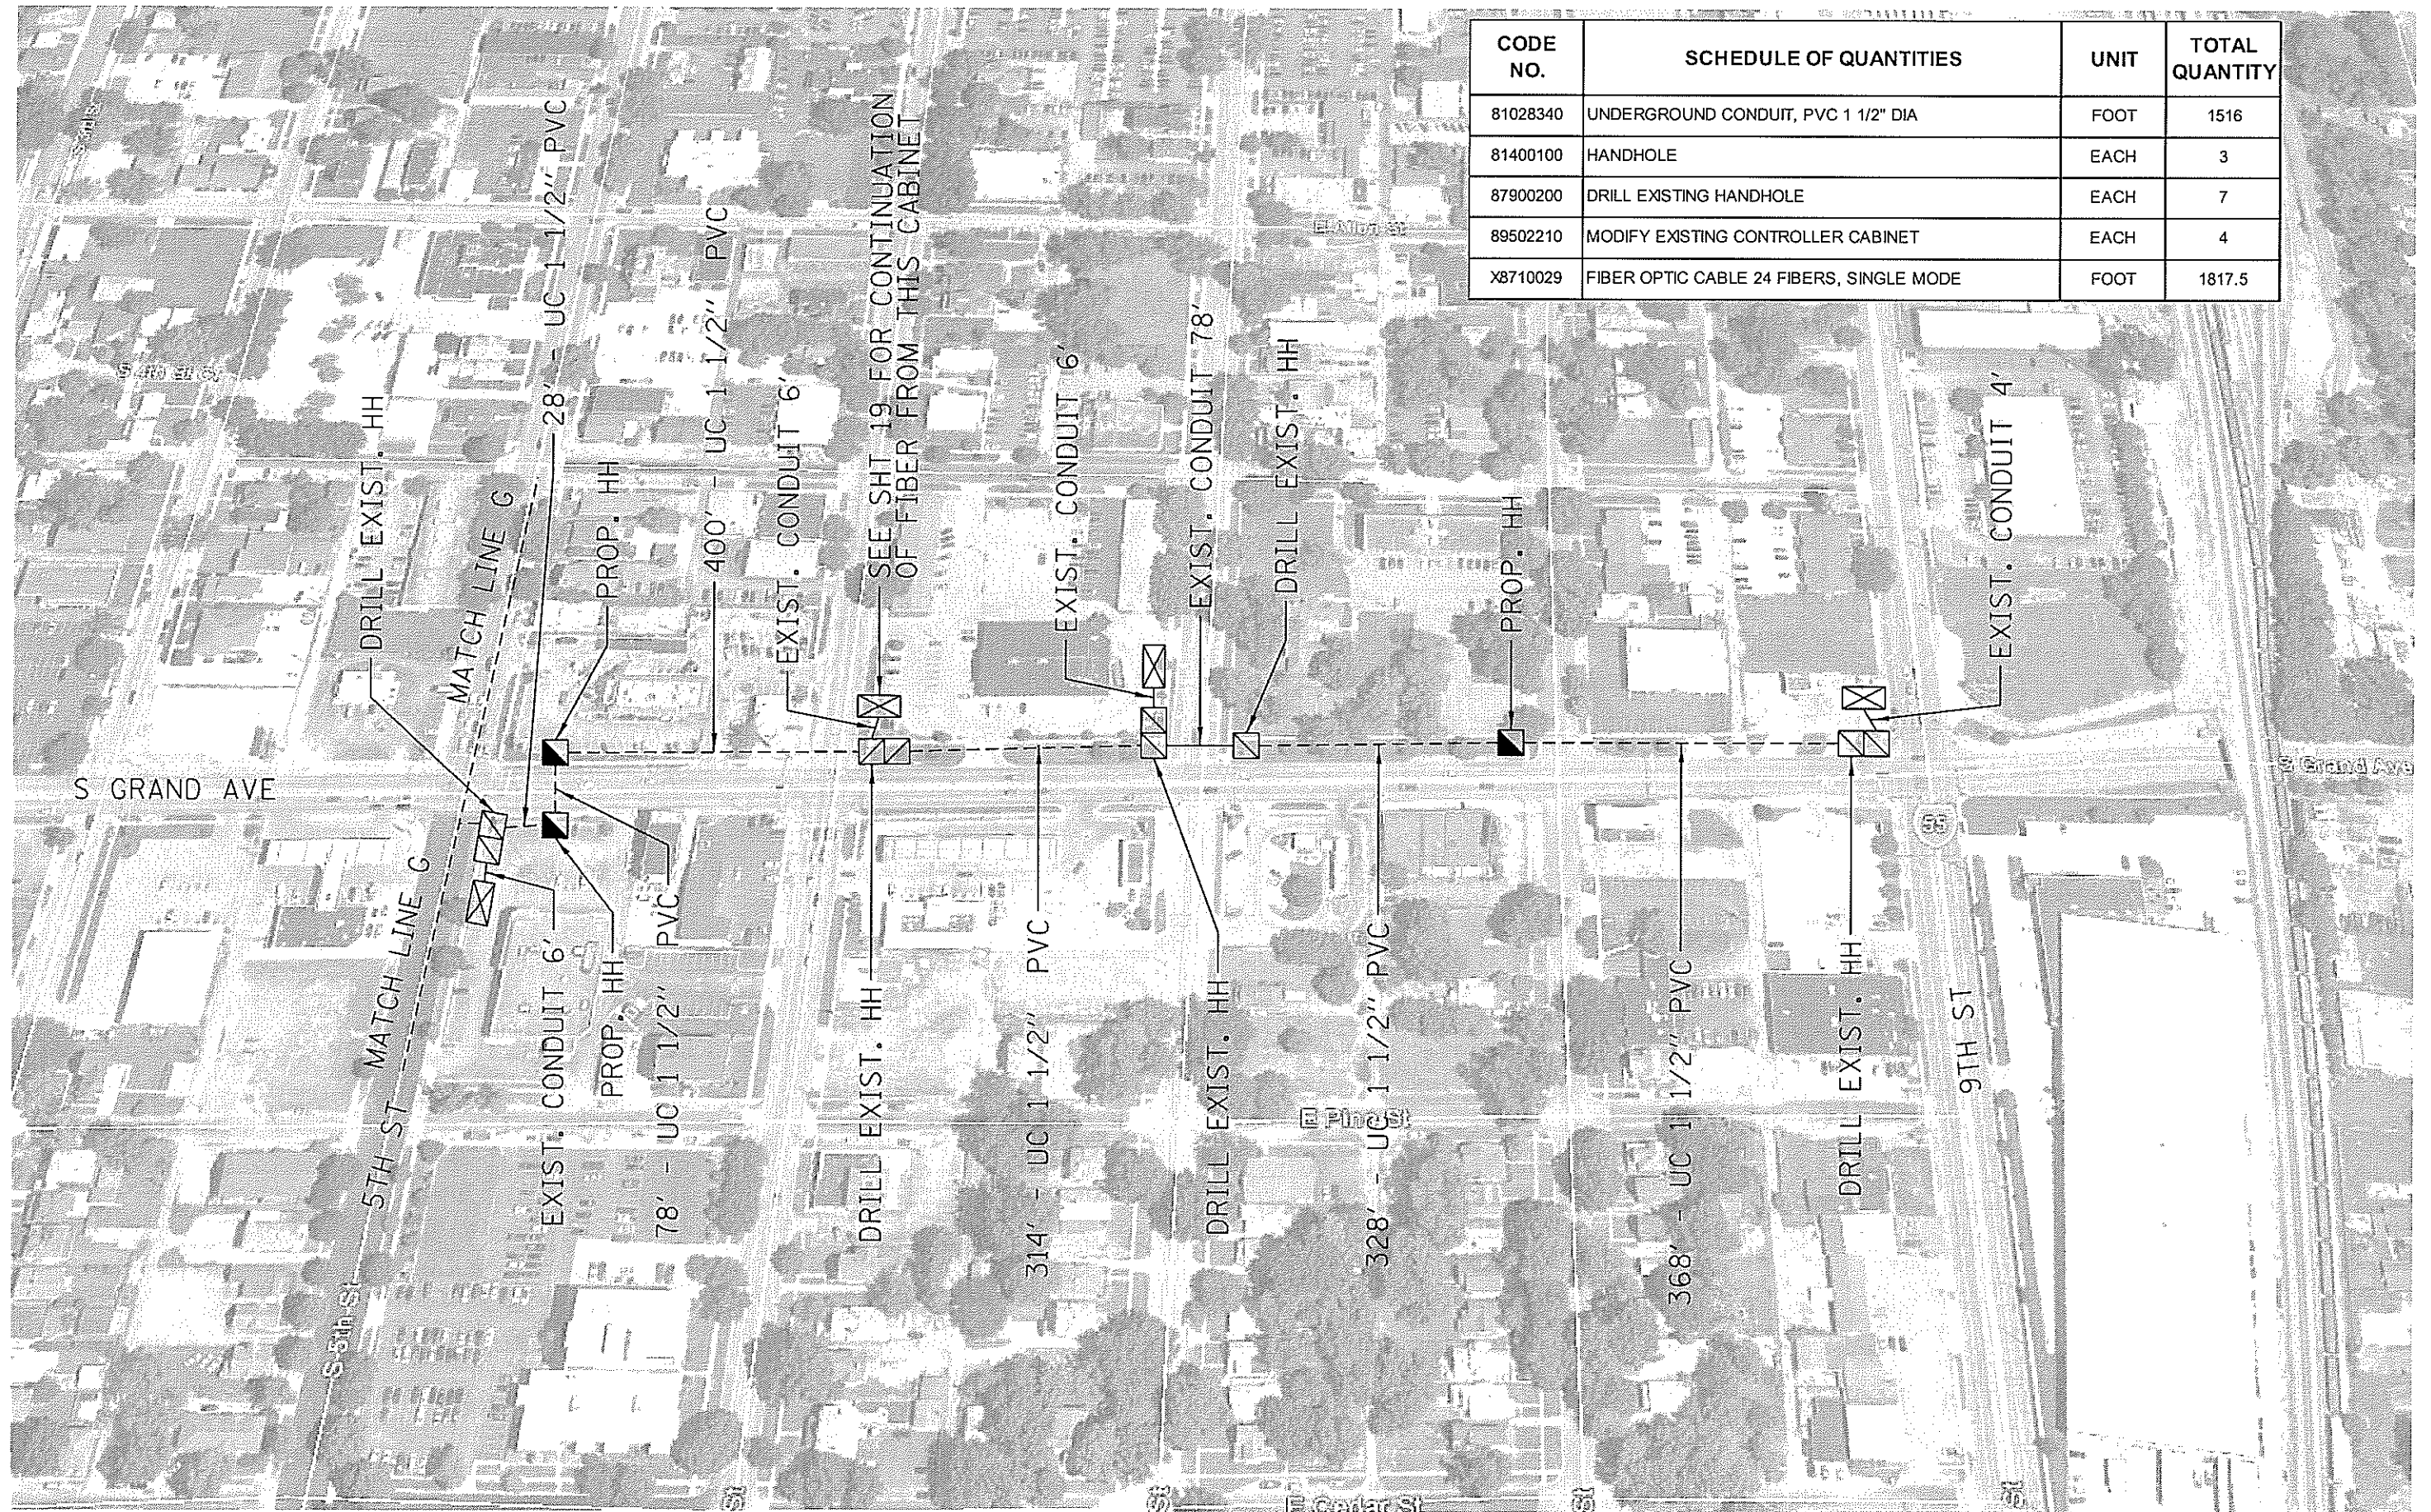 CODE NO. SCHEDULE OF QUANTITIES UNIT TOTAL QUANTITY
81028340 UNDERGROUND CONDUIT, PVC 1 1/2" DIA FOOT 1516
81400100 HANDHOLE EACH 3
87900200 DRILL EXISTING HANDHOLE EACH 7
89502210 MODIFY EXISTING CONTROLLER CABINET EACH 4
X8710029 FIBER OPTIC CABLE 24 FIBERS, SINGLE MODE FOOT 1817.5
DRILL EXIST. HH
MATCH LINE G
28' - UC 1 1/2" PVC
PROP. HH
400' - UC 1 1/2" PVC
EXIST. CONDUIT 6'
SEE SHT 19 FOR CONTINUATION
OF FIBER FROM THIS CABINET
EXIST. CONDUIT 6'
EXIST. CONDUIT 78'
DRILL EXIST. HH
PROP. HH
EXIST. CONDUIT 4'
S GRAND AVE
S Grand Ave
55
5TH ST
MATCH LINE G
EXIST. CONDUIT 6'
PROP. HH
78' - UC 1 1/2" PVC
DRILL EXIST. HH
314' - UC 1 1/2" PVC
DRILL EXIST. HH
328' - UC 1 1/2" PVC
368' - UC 1 1/2" PVC
DRILL EXIST. HH
9TH ST
E Pine St
S 5th St
St
St
E Cedar St
St
St